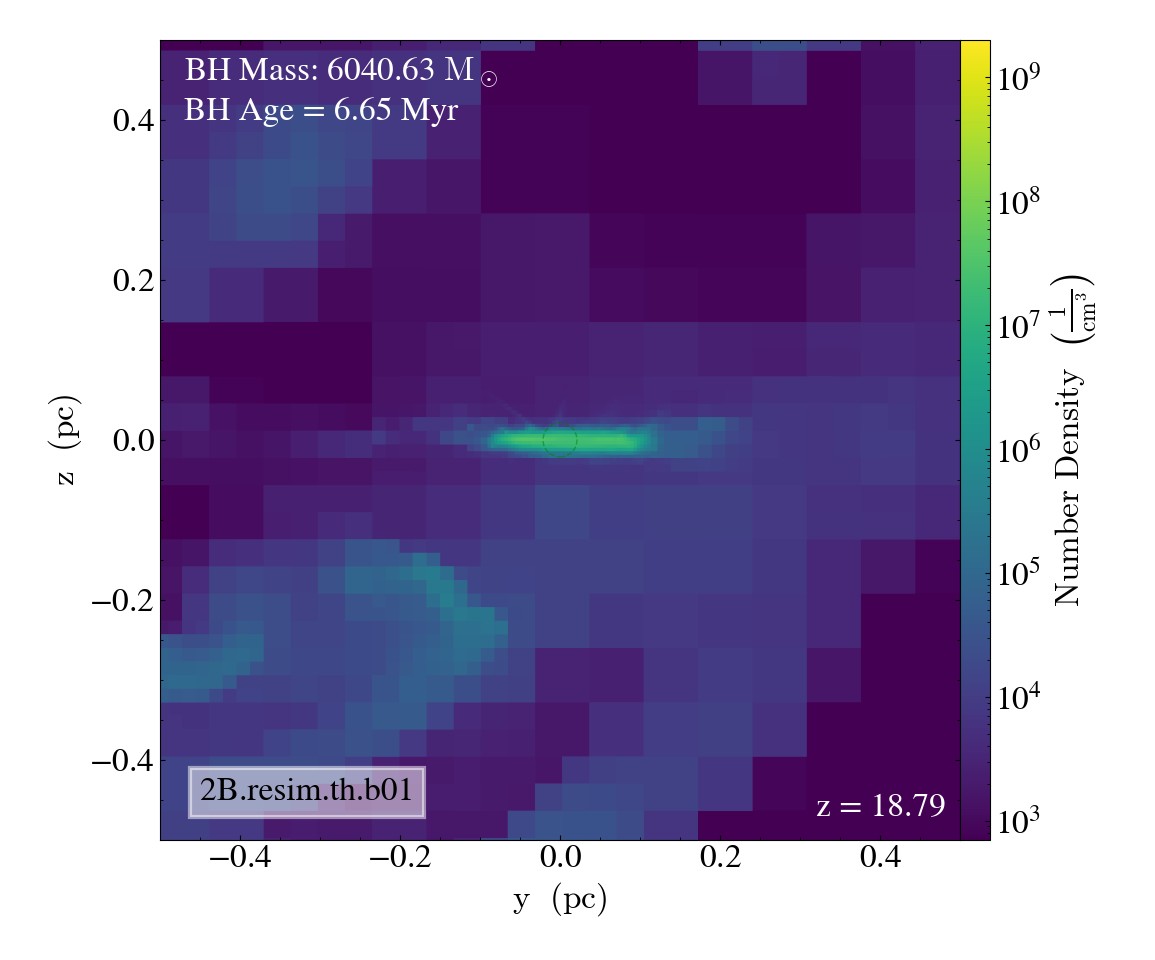 BH Mass: 6040.63 M⊙
BH Age = 6.65 Myr
0.4
0.2
0.0
−0.2
−0.4
z (pc)
2B.resim.th.b01
z = 18.79
−0.4 −0.2 0.0 0.2 0.4
y (pc)
10⁹
10⁸
10⁷
10⁶
10⁵
10⁴
10³
Number Density (1/cm³)